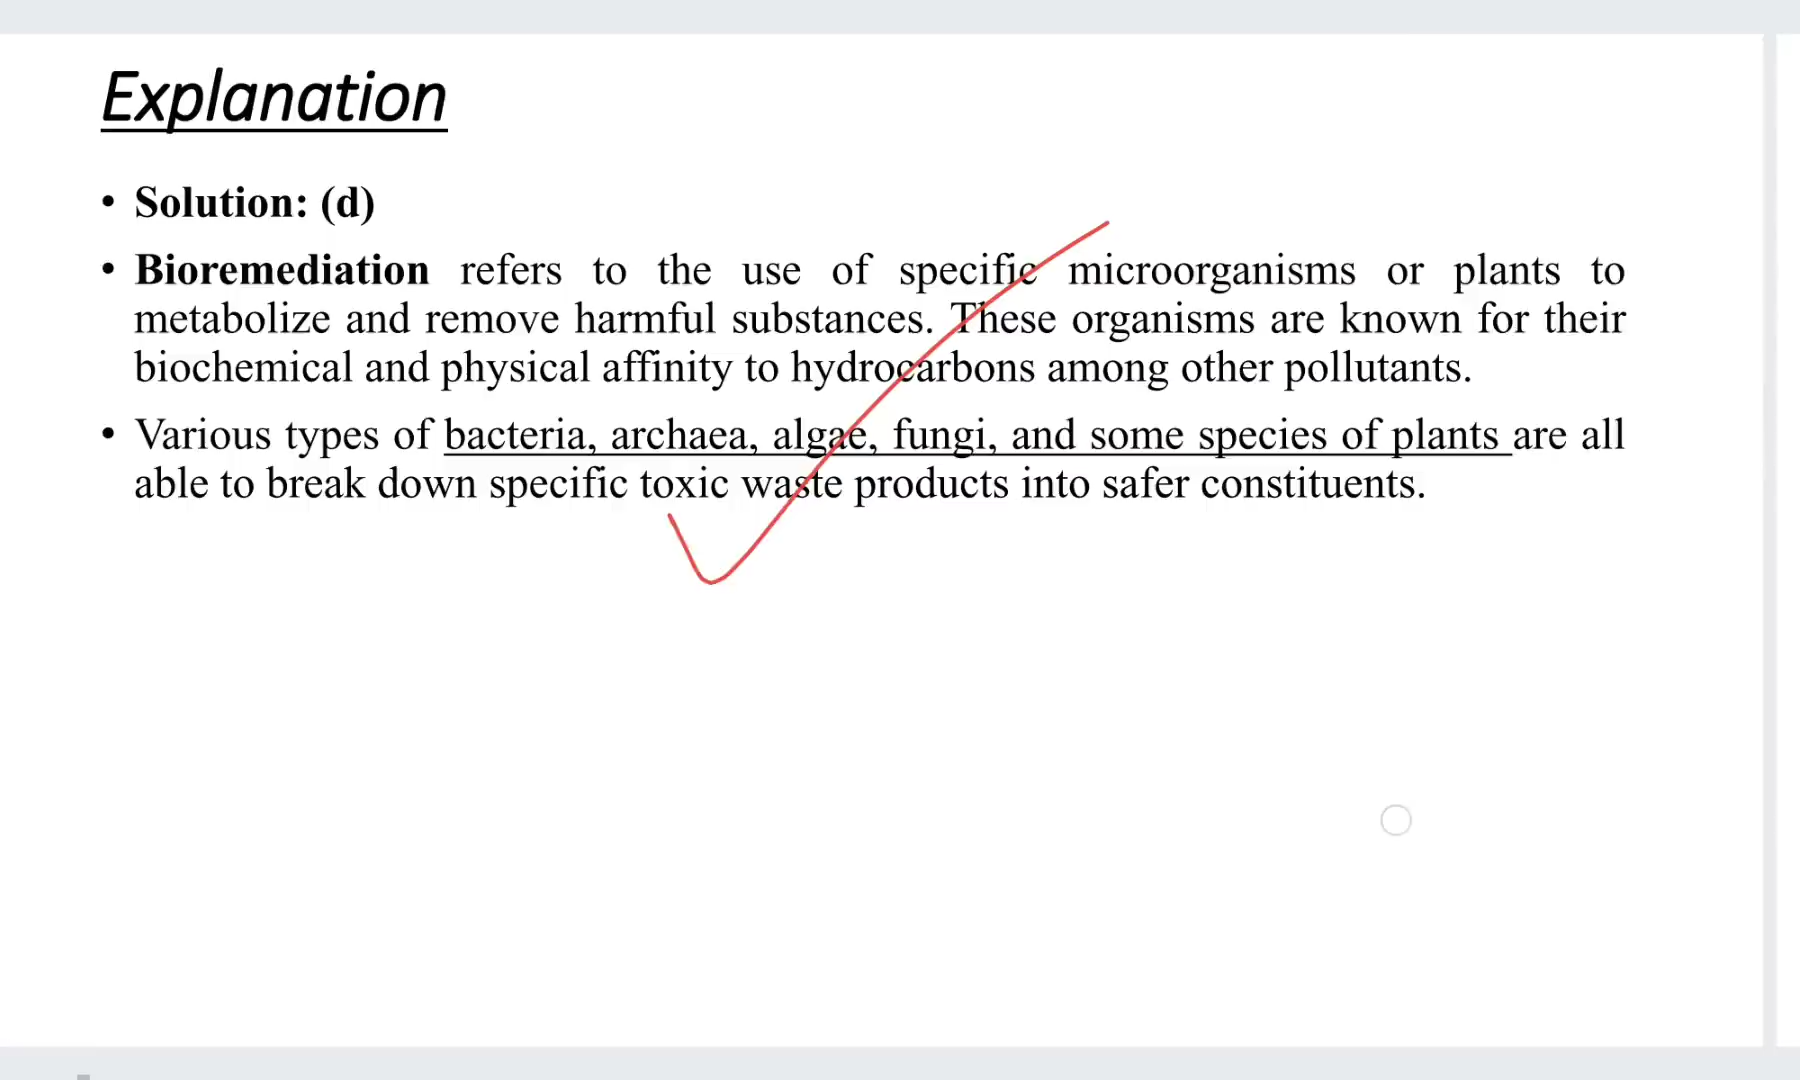 Explanation
• Solution: (d)
• Bioremediation refers to the use of specific microorganisms or plants to
metabolize and remove harmful substances. These organisms are known for their
biochemical and physical affinity to hydrocarbons among other pollutants.
• Various types of bacteria, archaea, algae, fungi, and some species of plants are all
able to break down specific toxic waste products into safer constituents.